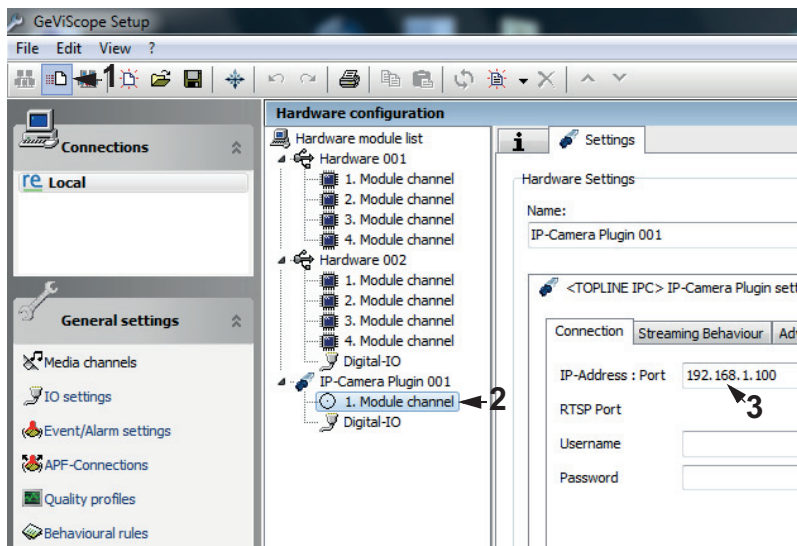 GeViScope Setup
File Edit View ?
1
Connections
re Local
General settings
Media channels
IO settings
Event/Alarm settings
APF-Connections
Quality profiles
Behavioural rules
Hardware configuration
Hardware module list
Hardware 001
1. Module channel
2. Module channel
3. Module channel
4. Module channel
Hardware 002
1. Module channel
2. Module channel
3. Module channel
4. Module channel
Digital-IO
IP-Camera Plugin 001
1. Module channel 2
Digital-IO
i Settings
Hardware Settings
Name:
IP-Camera Plugin 001
<TOPLINE IPC> IP-Camera Plugin sett
Connection Streaming Behaviour Ad
IP-Address : Port 192.168.1.100
3
RTSP Port
Username
Password